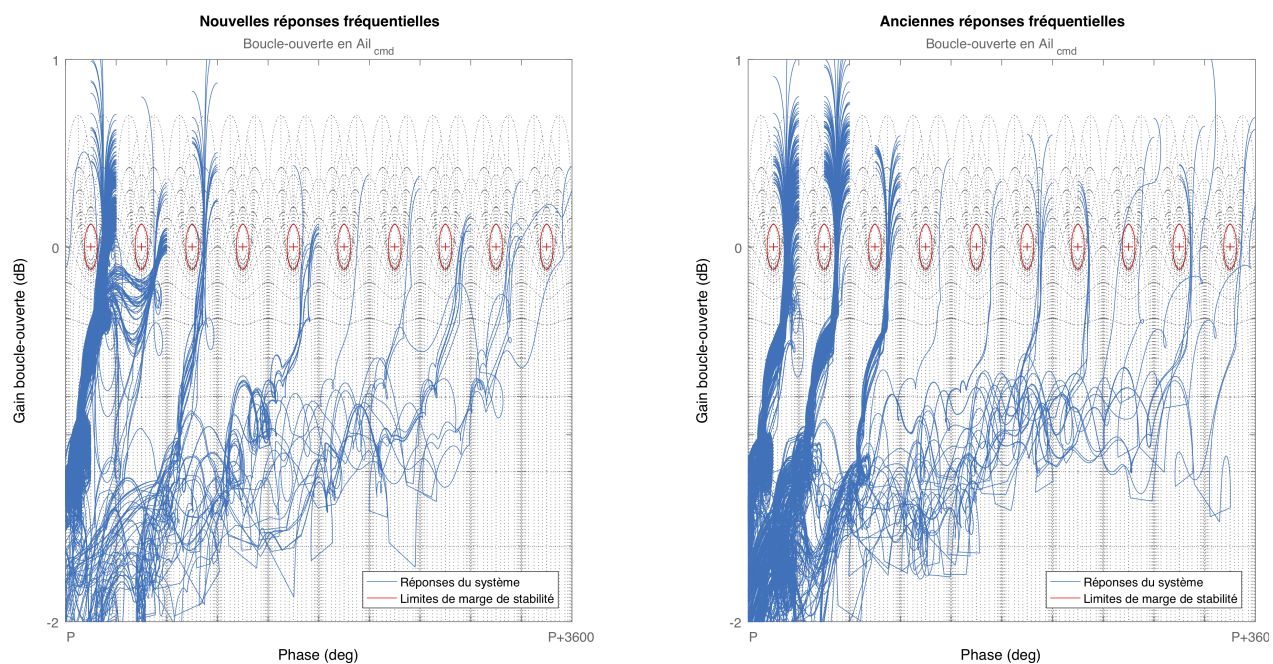 Nouvelles réponses fréquentielles
Boucle-ouverte en Ail cmd
1
0
-2
Gain boucle-ouverte (dB)
P
P+3600
Phase (deg)
Réponses du système
Limites de marge de stabilité
Anciennes réponses fréquentielles
Boucle-ouverte en Ail cmd
1
0
-2
Gain boucle-ouverte (dB)
P
P+360
Phase (deg)
Réponses du système
Limites de marge de stabilité